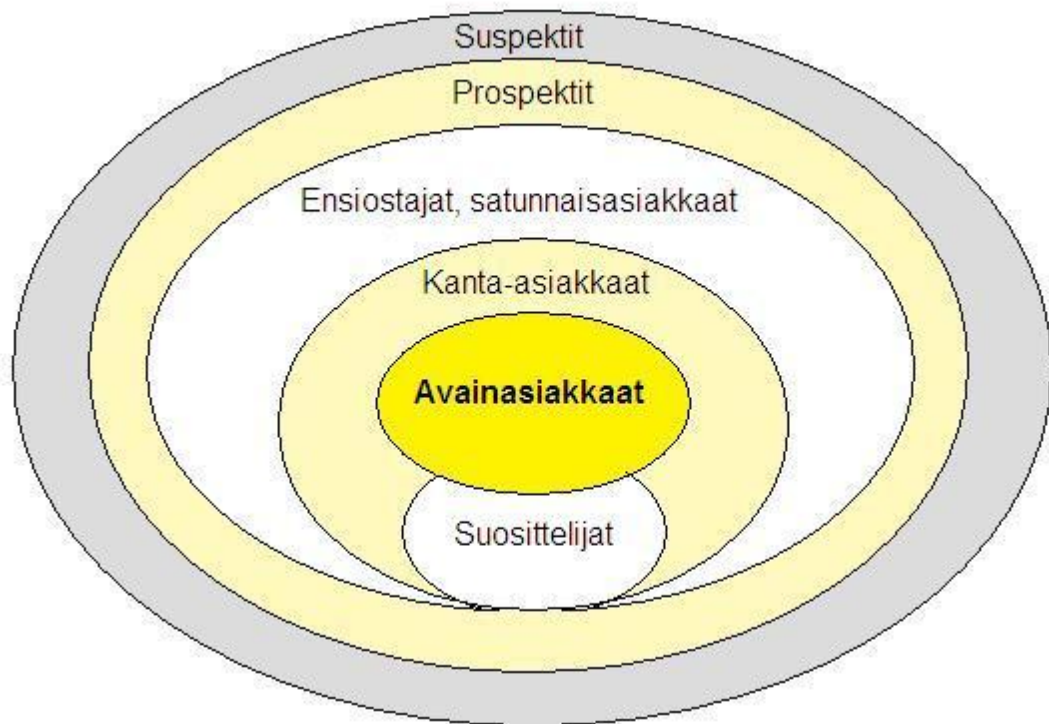 Suspektit
Prospektit
Ensiostajat, satunnaisasiakkaat
Kanta-asiakkaat
Avainasiakkaat
Suosittelijat